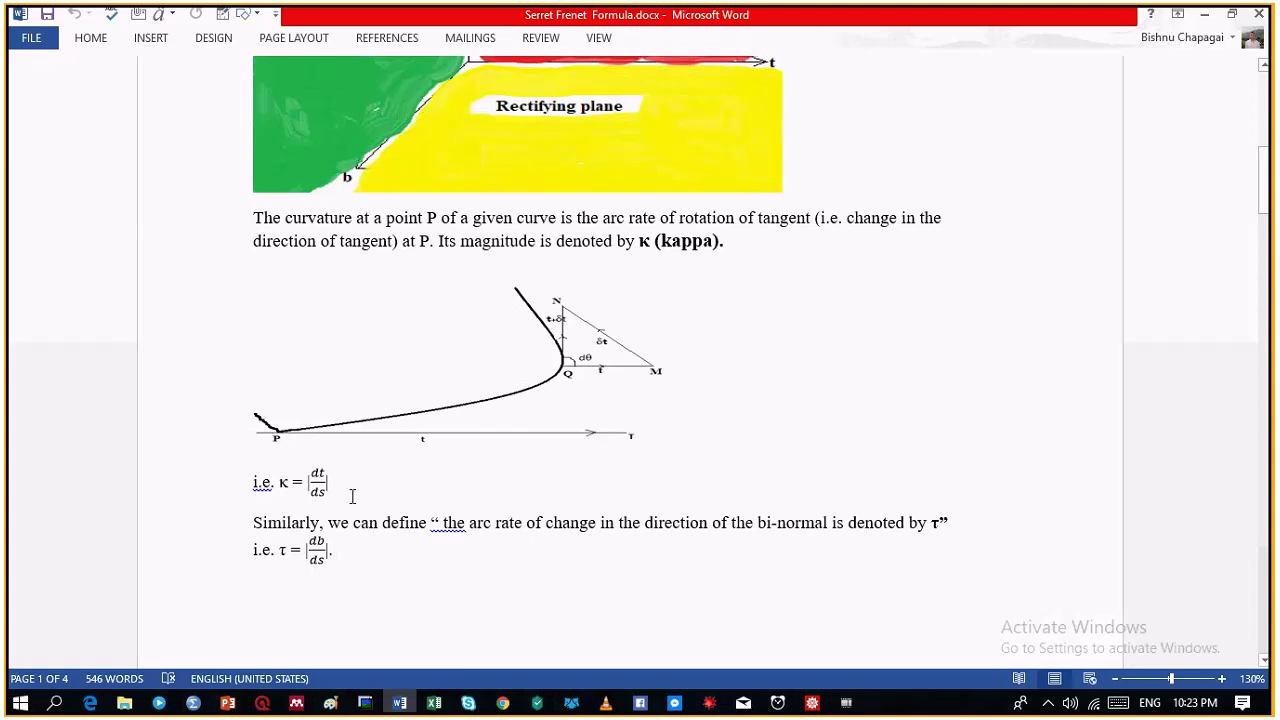 Serret Frenet Formula.docx - Microsoft Word
FILE HOME INSERT DESIGN PAGE LAYOUT REFERENCES MAILINGS REVIEW VIEW Bishnu Chapagai
t
Rectifying plane
b
The curvature at a point P of a given curve is the arc rate of rotation of tangent (i.e. change in the
direction of tangent) at P. Its magnitude is denoted by κ (kappa).
N
t+δt
δt
dθ
Q t M
P t T
i.e. κ = |dt/ds|
Similarly, we can define “ the arc rate of change in the direction of the bi-normal is denoted by τ”
i.e. τ = |db/ds|.
Activate Windows
Go to Settings to activate Windows.
PAGE 1 OF 4 546 WORDS ENGLISH (UNITED STATES) 130%
ENG 10:23 PM